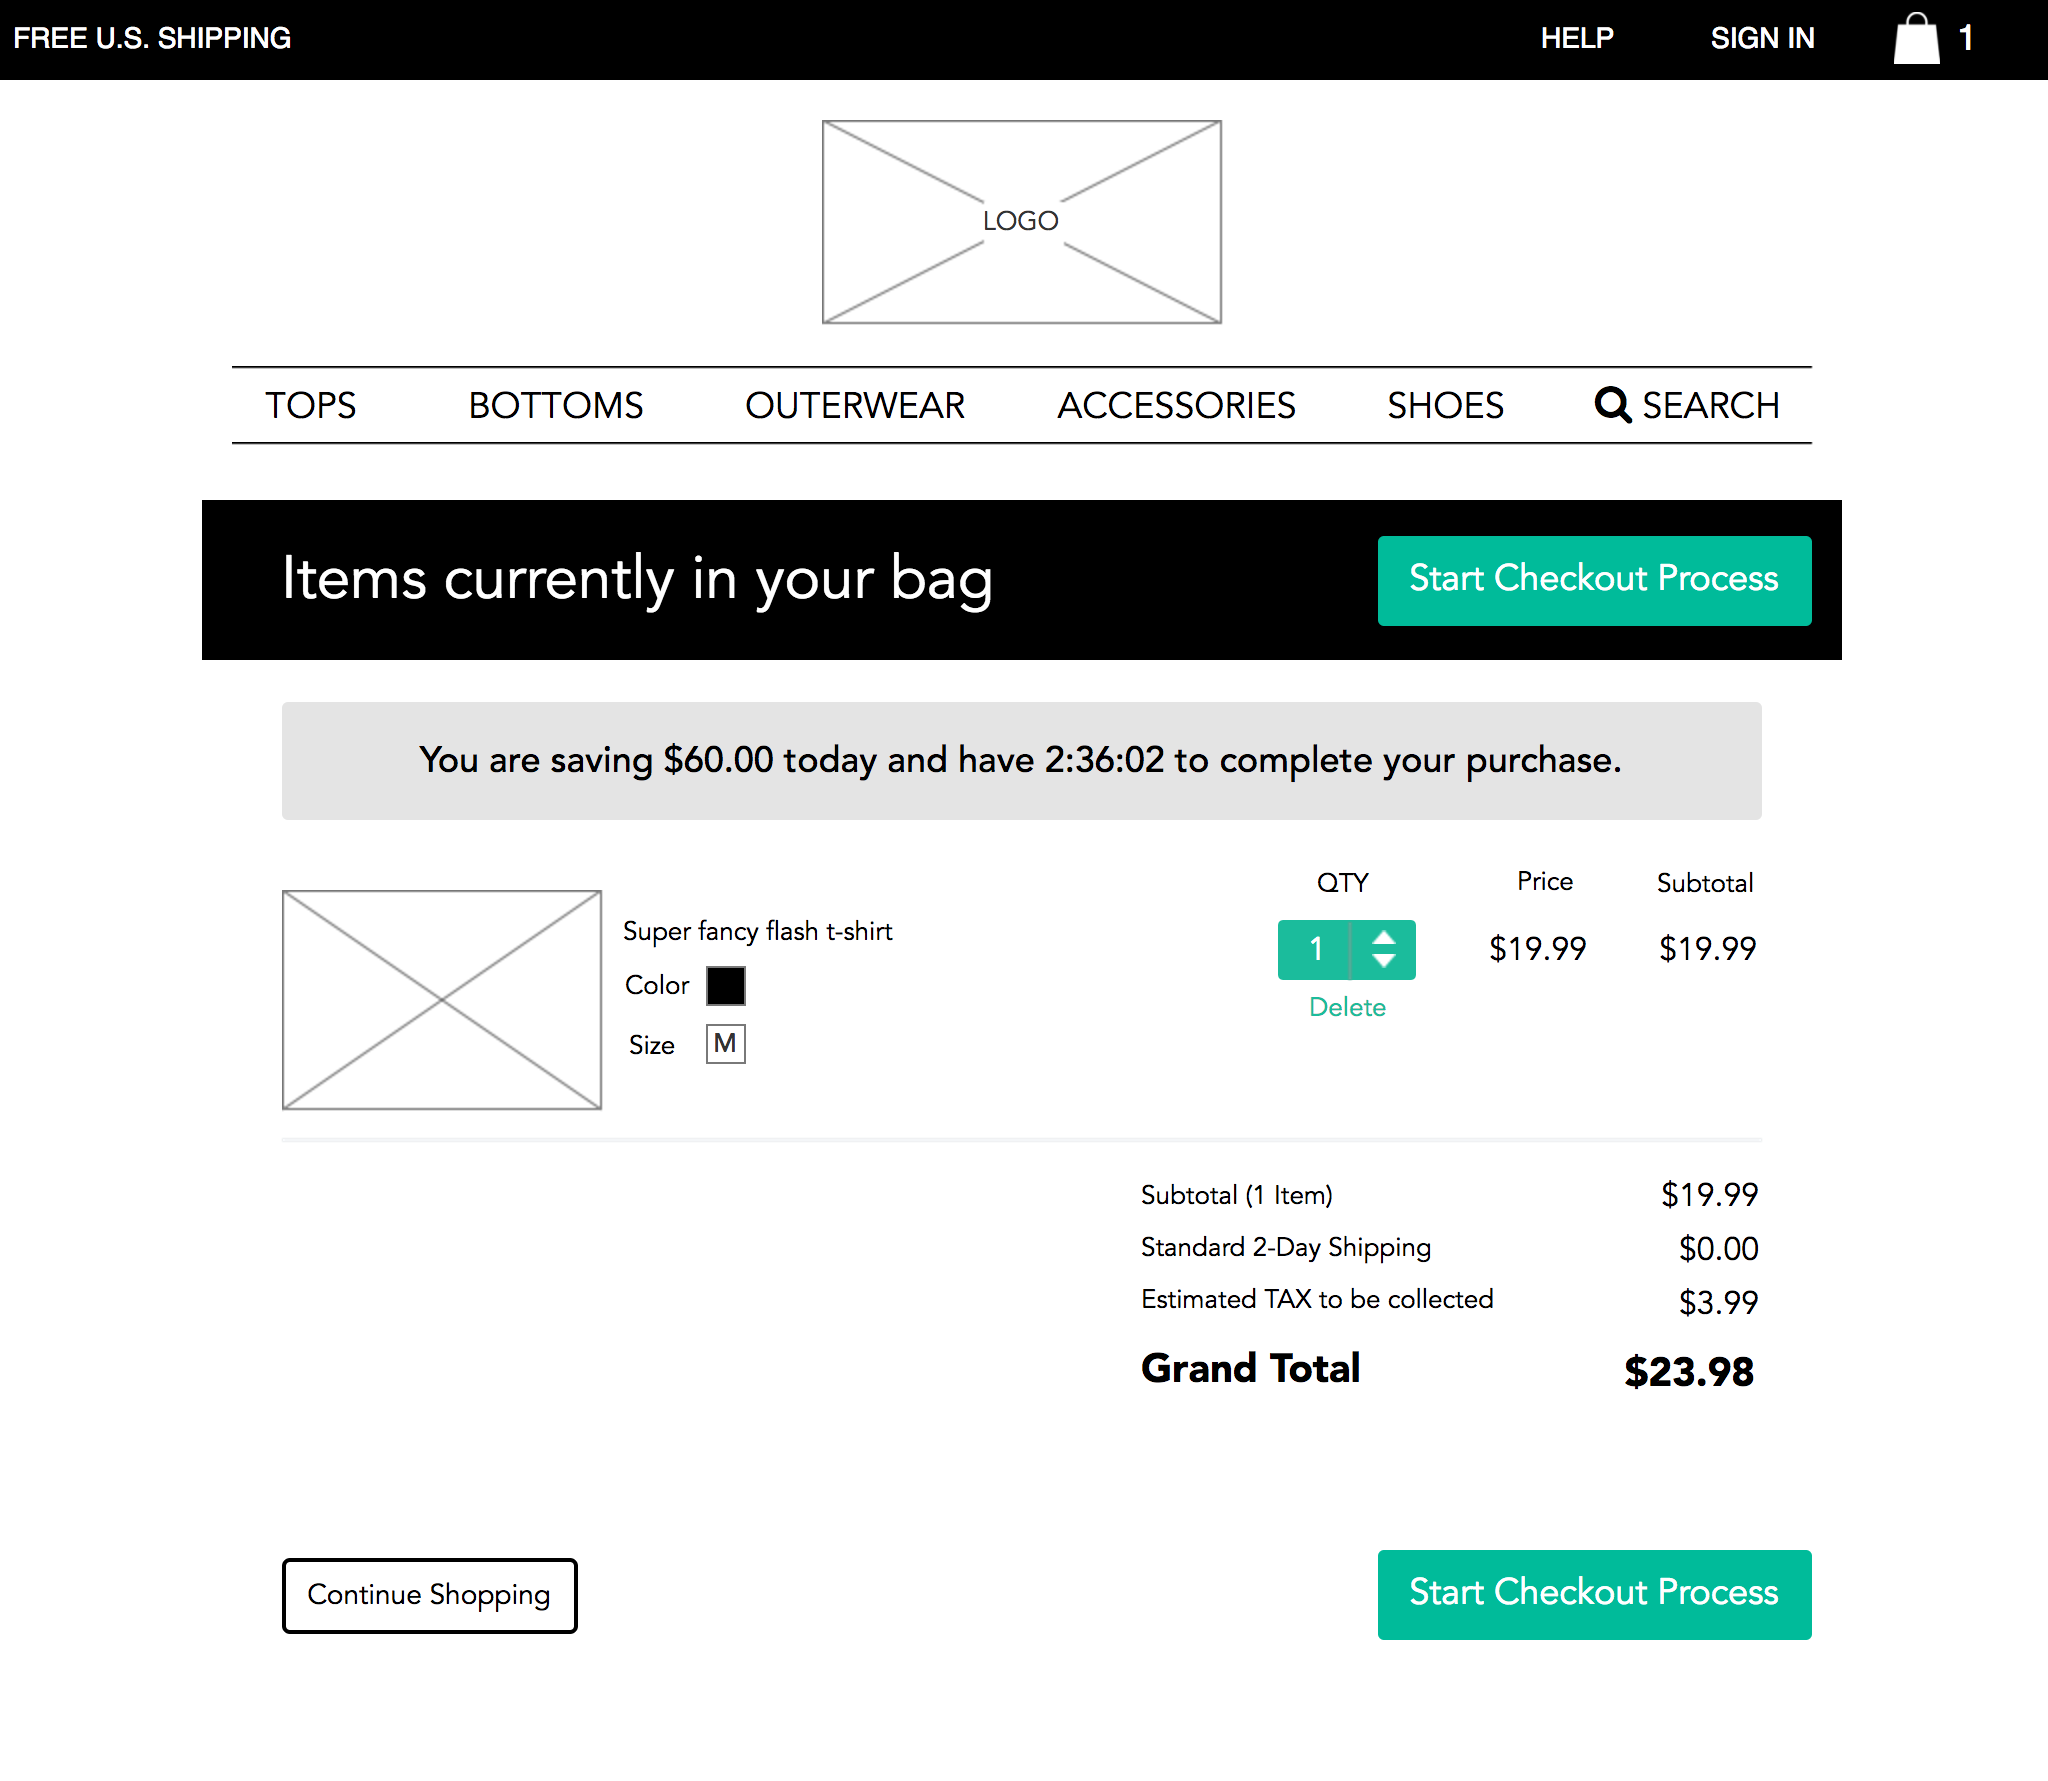 FREE U.S. SHIPPING HELP SIGN IN 1
LOGO
TOPS BOTTOMS OUTERWEAR ACCESSORIES SHOES SEARCH
Items currently in your bag Start Checkout Process
You are saving $60.00 today and have 2:36:02 to complete your purchase.
QTY Price Subtotal
Super fancy flash t-shirt 1 $19.99 $19.99
Color Delete
Size M
Subtotal (1 Item) $19.99
Standard 2-Day Shipping $0.00
Estimated TAX to be collected $3.99
Grand Total $23.98
Continue Shopping Start Checkout Process